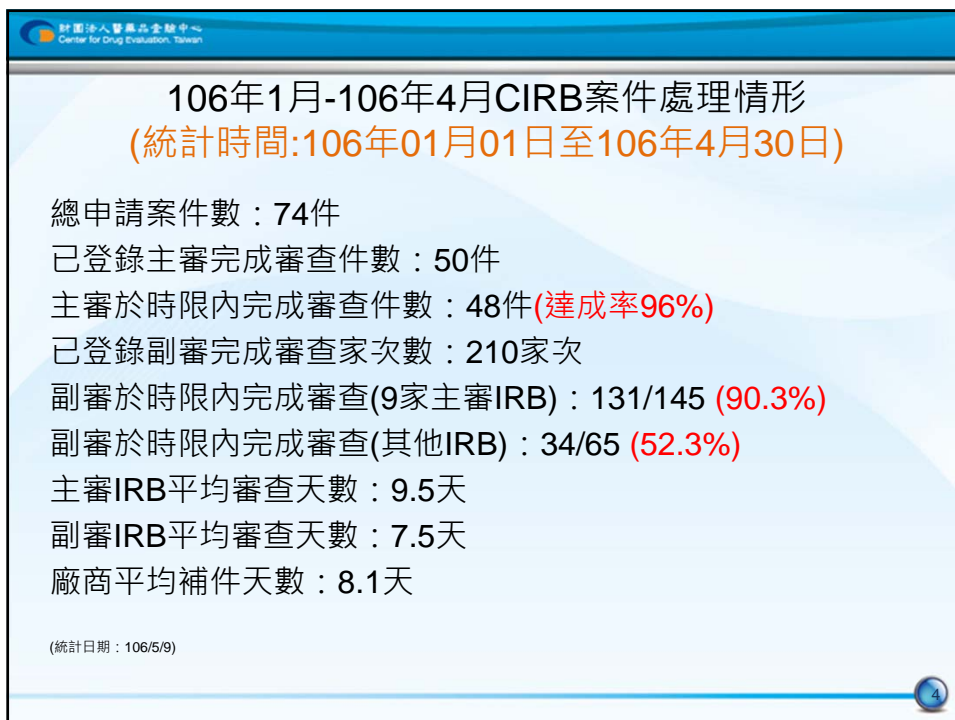 財團法人醫藥品查驗中心
Center for Drug Evaluation, Taiwan
106年1月-106年4月CIRB案件處理情形
(統計時間:106年01月01日至106年4月30日)
總申請案件數：74件
已登錄主審完成審查件數：50件
主審於時限內完成審查件數：48件(達成率96%)
已登錄副審完成審查家次數：210家次
副審於時限內完成審查(9家主審IRB)：131/145 (90.3%)
副審於時限內完成審查(其他IRB)：34/65 (52.3%)
主審IRB平均審查天數：9.5天
副審IRB平均審查天數：7.5天
廠商平均補件天數：8.1天
(統計日期：106/5/9)
4